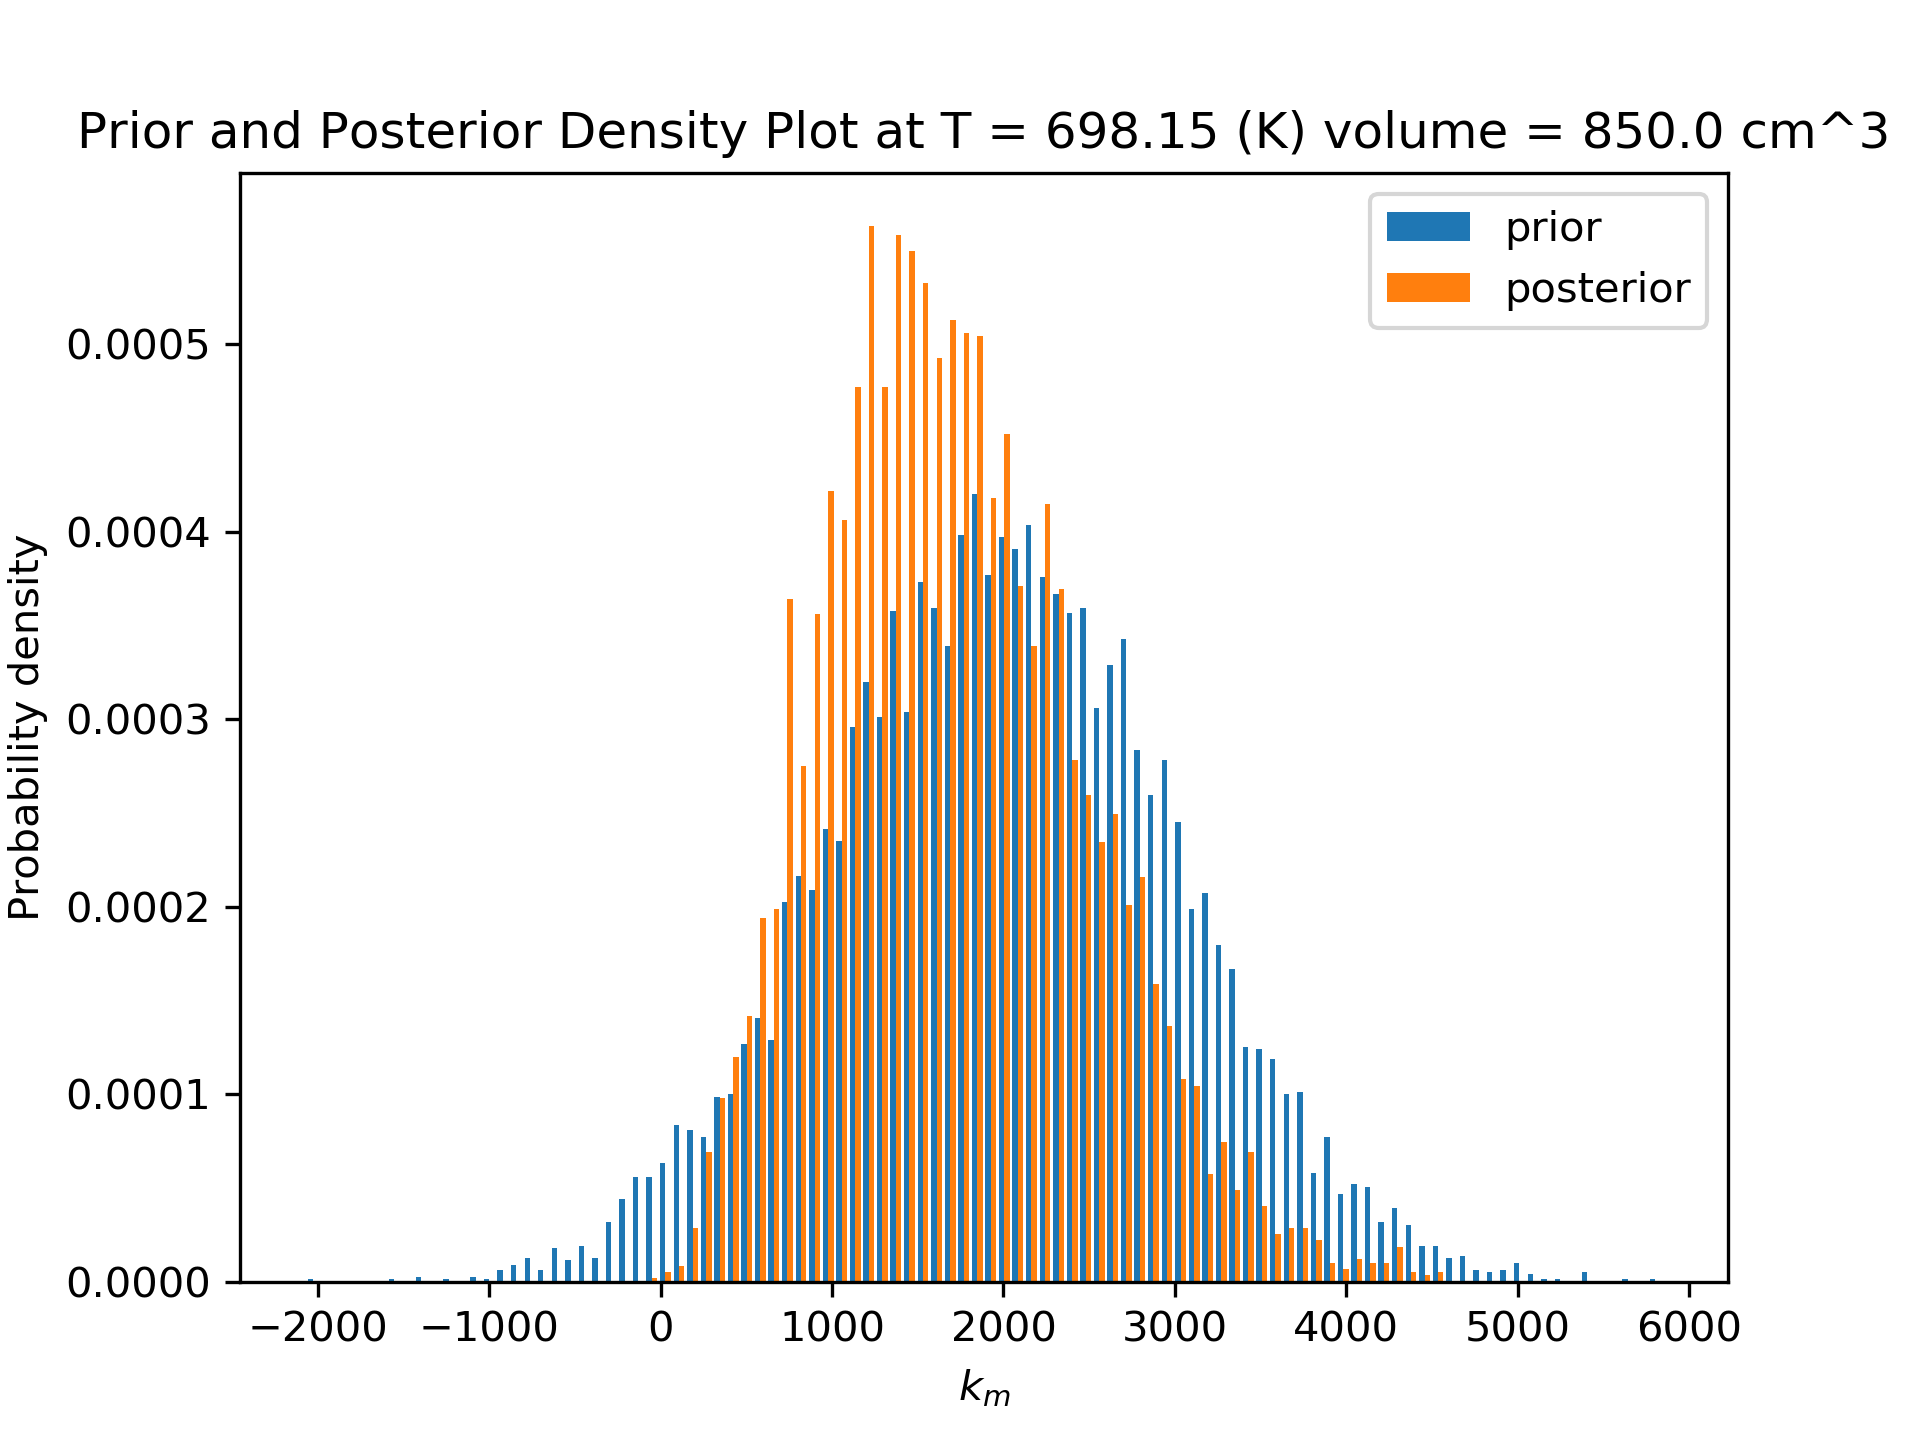 Prior and Posterior Density Plot at T = 698.15 (K) volume = 850.0 cm^3
prior
posterior
Probability density
0.0005
0.0004
0.0003
0.0002
0.0001
0.0000
−2000 −1000 0 1000 2000 3000 4000 5000 6000
k_m